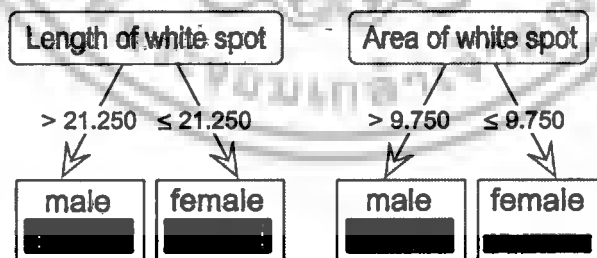 Length of white spot Area of white spot
> 21.250 ≤ 21.250 > 9.750 ≤ 9.750
male female male female